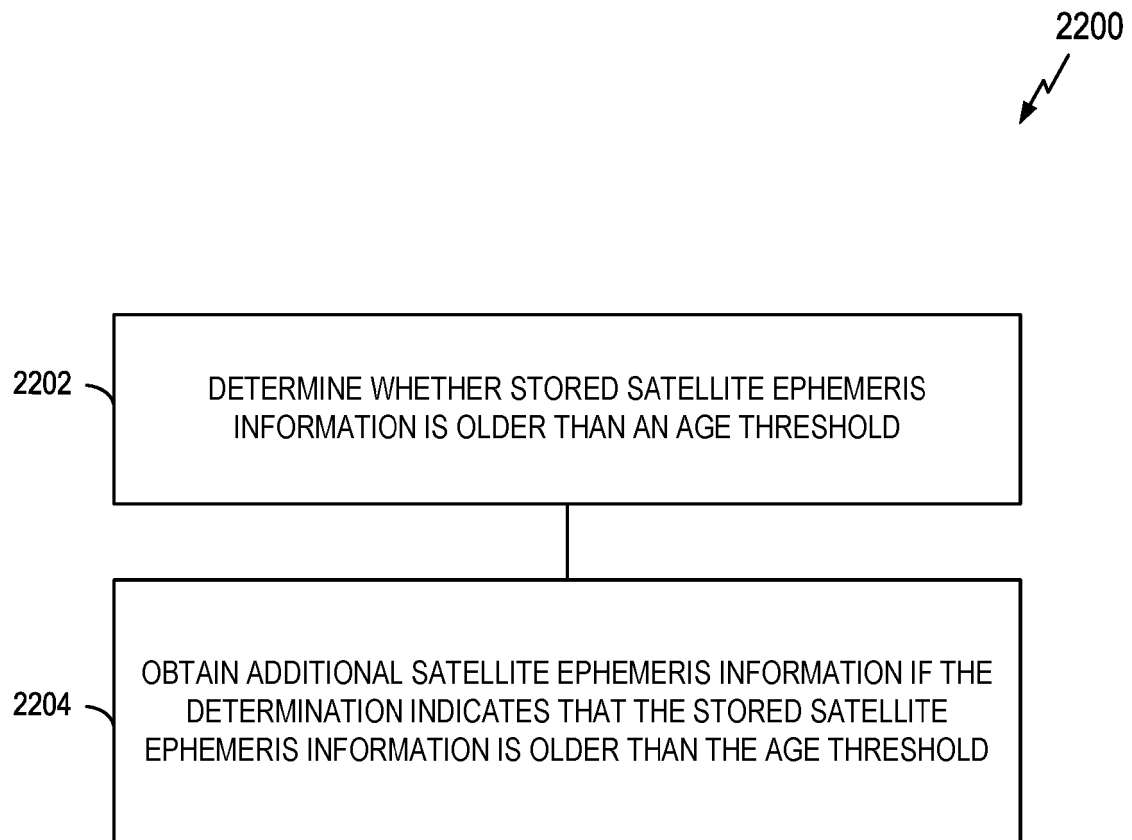 2200
2202
DETERMINE WHETHER STORED SATELLITE EPHEMERIS
INFORMATION IS OLDER THAN AN AGE THRESHOLD
2204
OBTAIN ADDITIONAL SATELLITE EPHEMERIS INFORMATION IF THE
DETERMINATION INDICATES THAT THE STORED SATELLITE
EPHEMERIS INFORMATION IS OLDER THAN THE AGE THRESHOLD